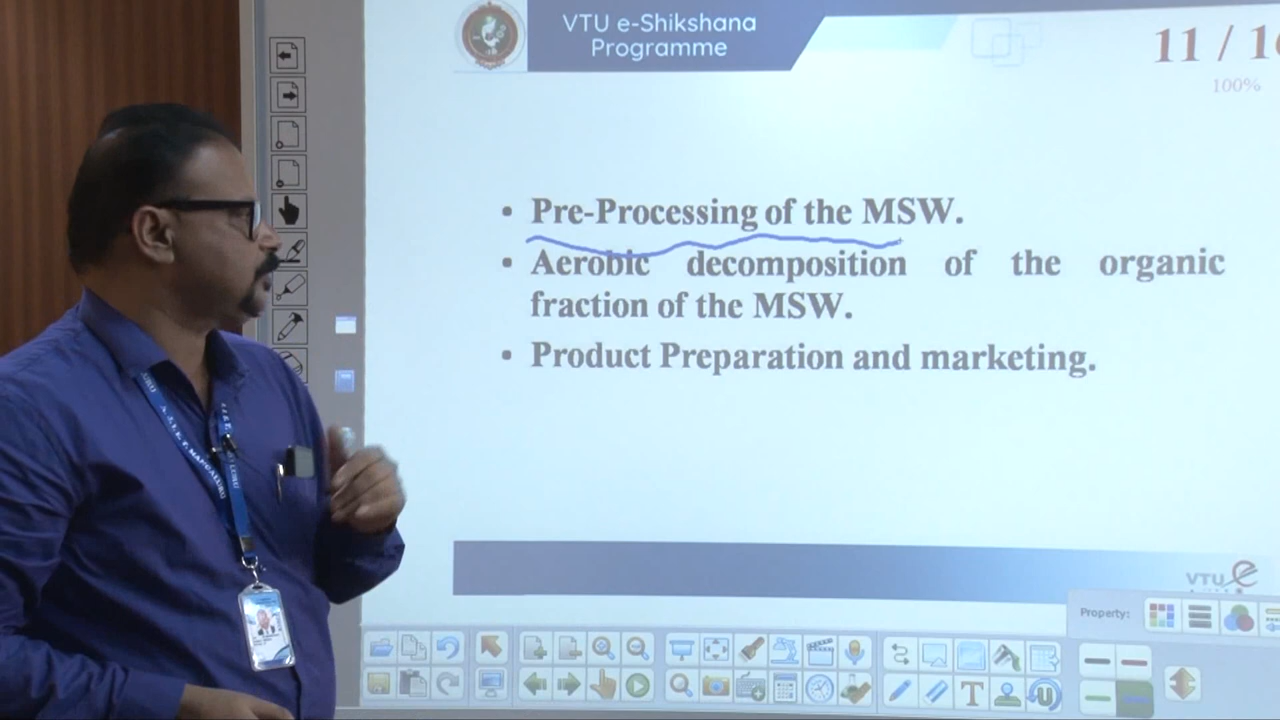 VTU e-Shikshana
Programme
11 / 16
100%
• Pre-Processing of the MSW.
• Aerobic decomposition of the organic
fraction of the MSW.
• Product Preparation and marketing.
VTU e
Property: